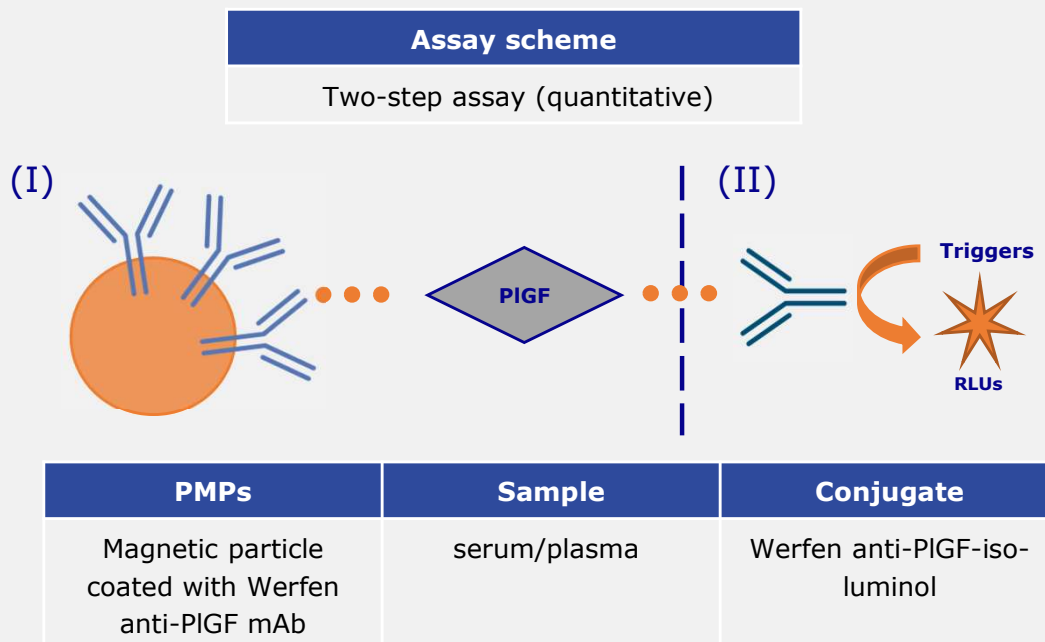 Assay scheme
Two-step assay (quantitative)
(I)
(II)
PlGF
Triggers
RLUs
PMPs
Sample
Conjugate
Magnetic particle
coated with Werfen
anti-PlGF mAb
serum/plasma
Werfen anti-PlGF-iso-
luminol